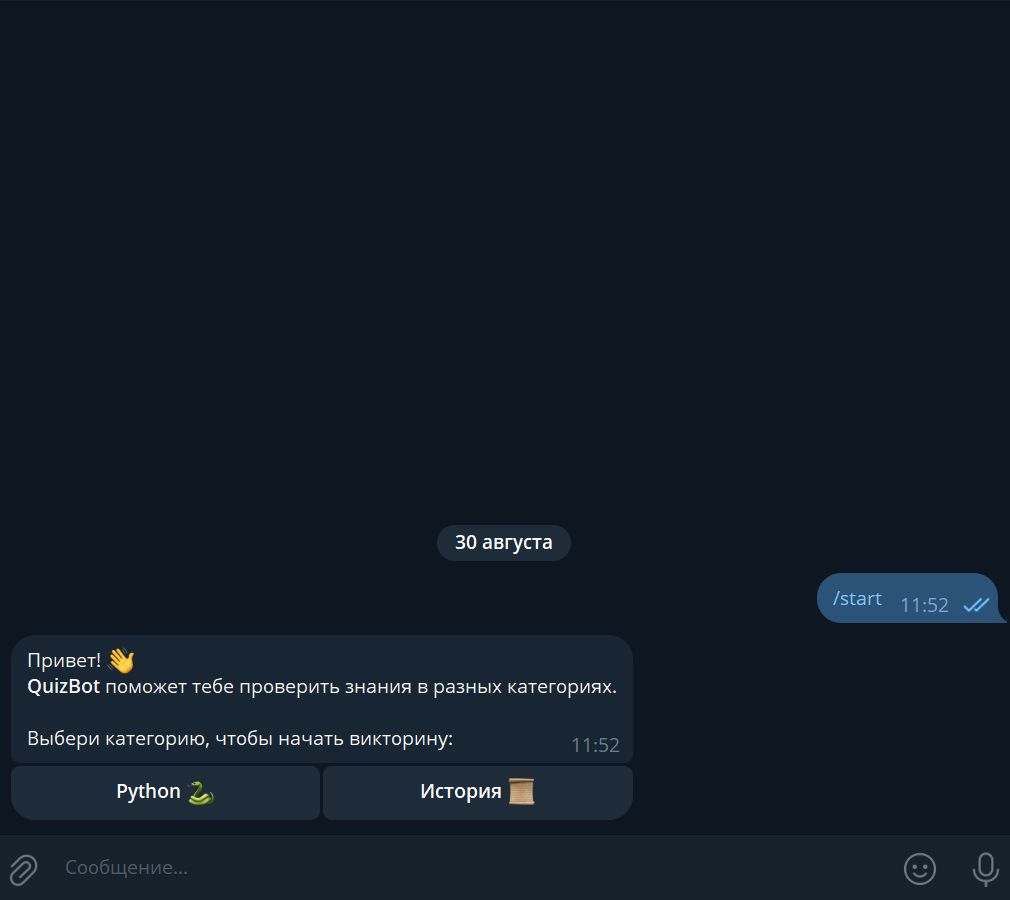 30 августа
/start 11:52
Привет! 👋
QuizBot поможет тебе проверить знания в разных категориях.
Выбери категорию, чтобы начать викторину: 11:52
Python 🐍 История 📜
Сообщение...